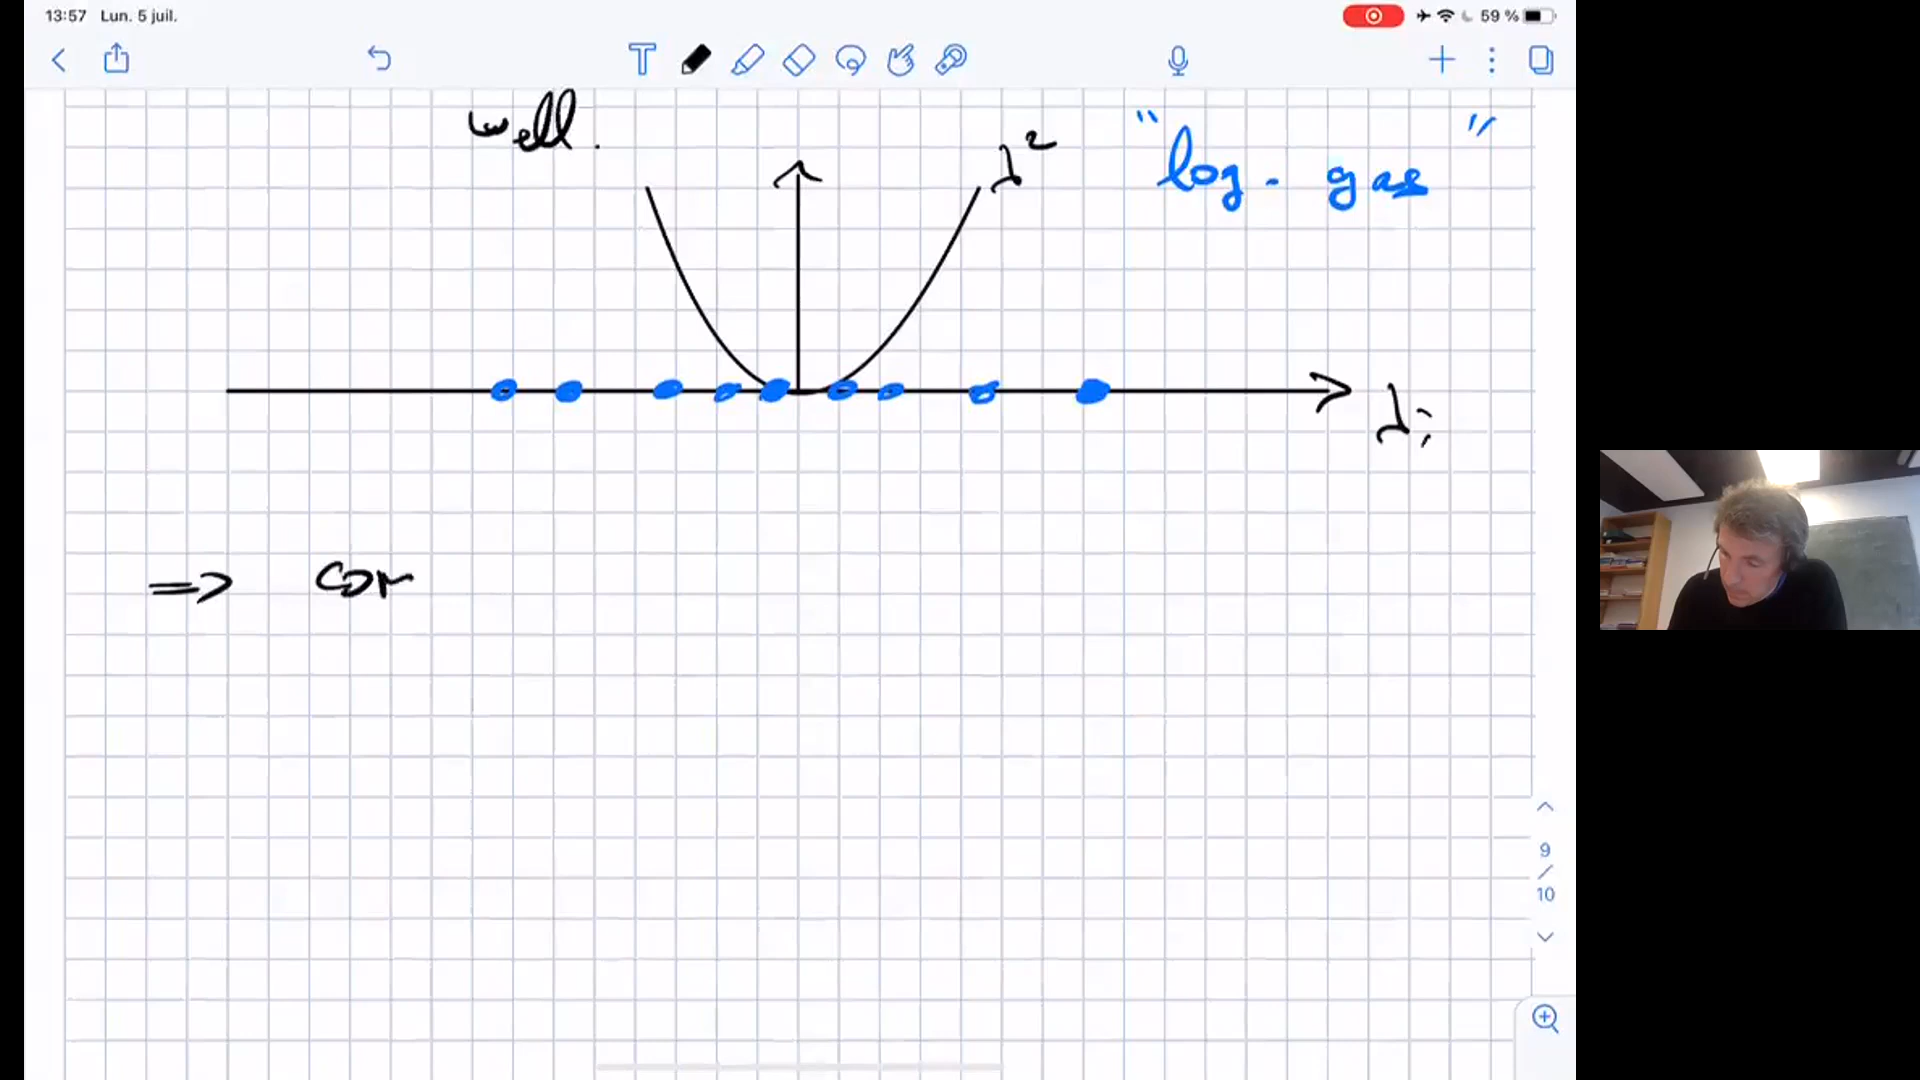 13:57 Lun. 5 juil. 59 %
well.
λ²
"log-gas"
λi
=> cor
9
/
10